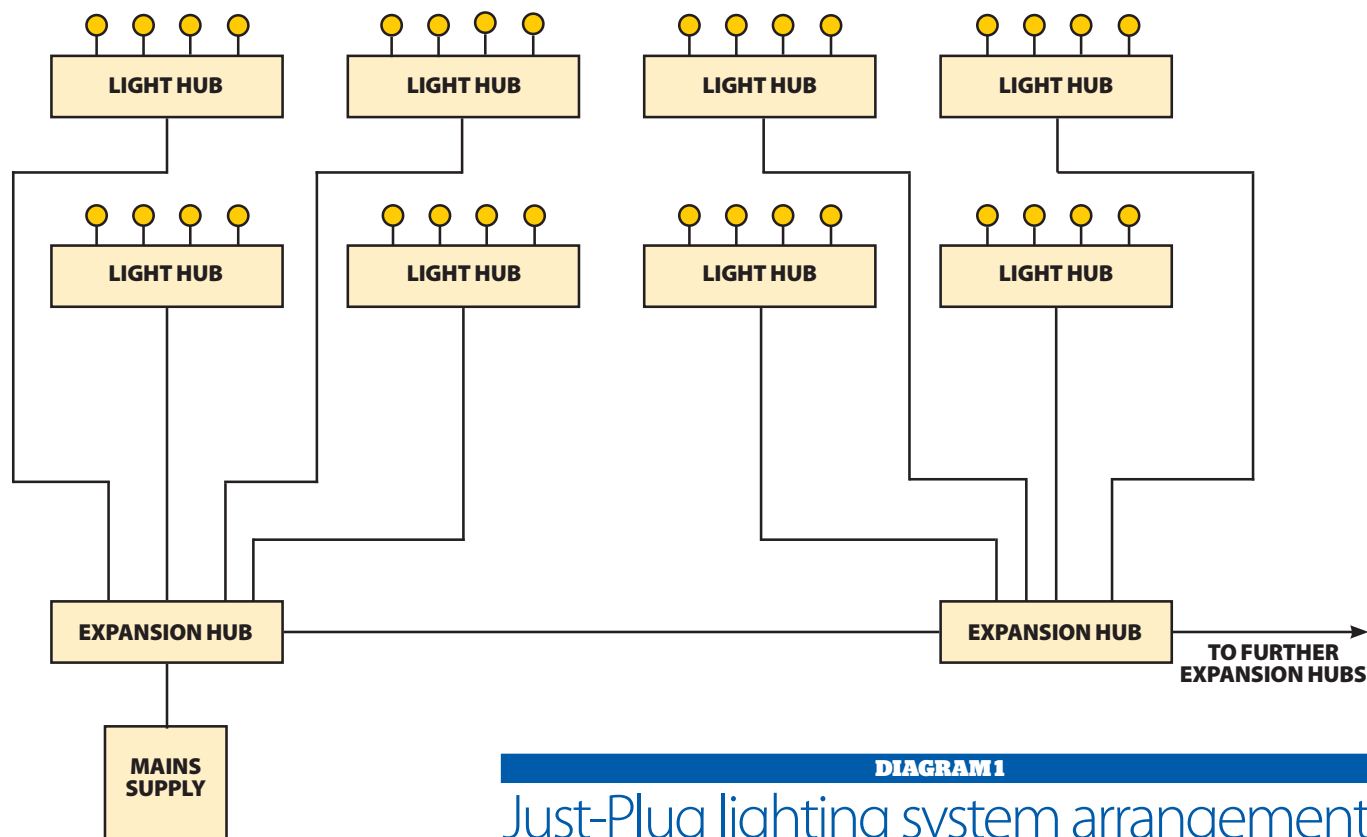 LIGHT HUB
LIGHT HUB
LIGHT HUB
LIGHT HUB
LIGHT HUB
LIGHT HUB
LIGHT HUB
LIGHT HUB
EXPANSION HUB
EXPANSION HUB
TO FURTHER
EXPANSION HUBS
MAINS
SUPPLY
DIAGRAM 1
Just-Plug lighting system arrangement